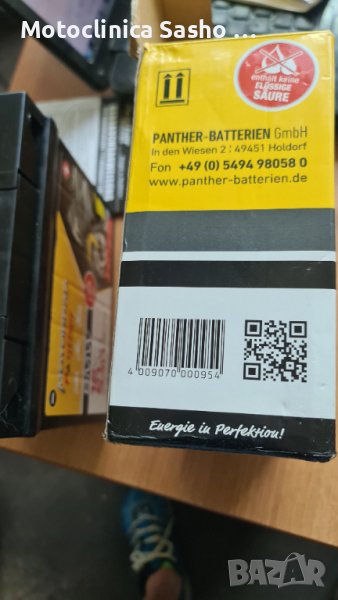 Motoclinica Sasho ...
enthält keine
FLÜSSIGE
SÄURE
PANTHER-BATTERIEN GmbH
In den Wiesen 2 · 49451 Holdorf
Fon +49 (0) 5494 98058 0
www.panther-batterien.de
4 009070 000954
Energie in Perfektion!
BAZAR